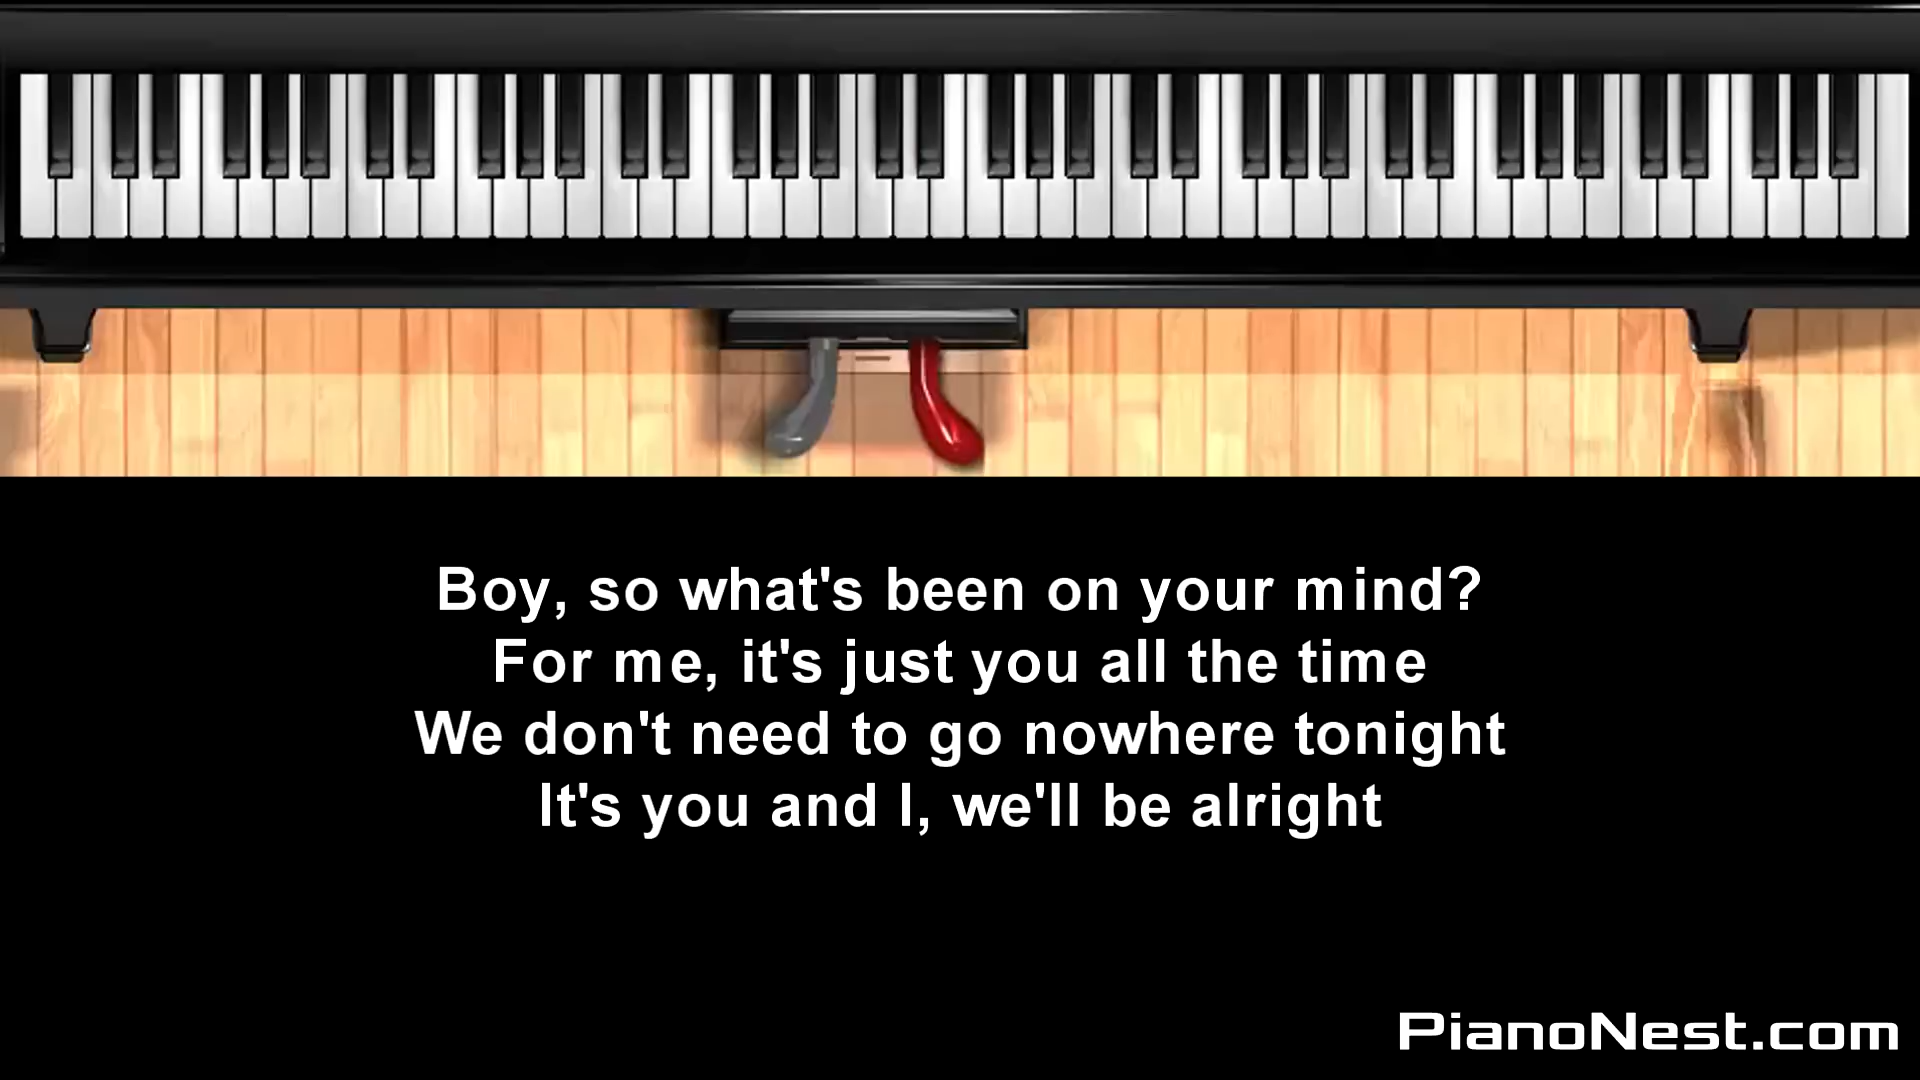 Boy, so what's been on your mind?
For me, it's just you all the time
We don't need to go nowhere tonight
It's you and I, we'll be alright
PianoNest.com